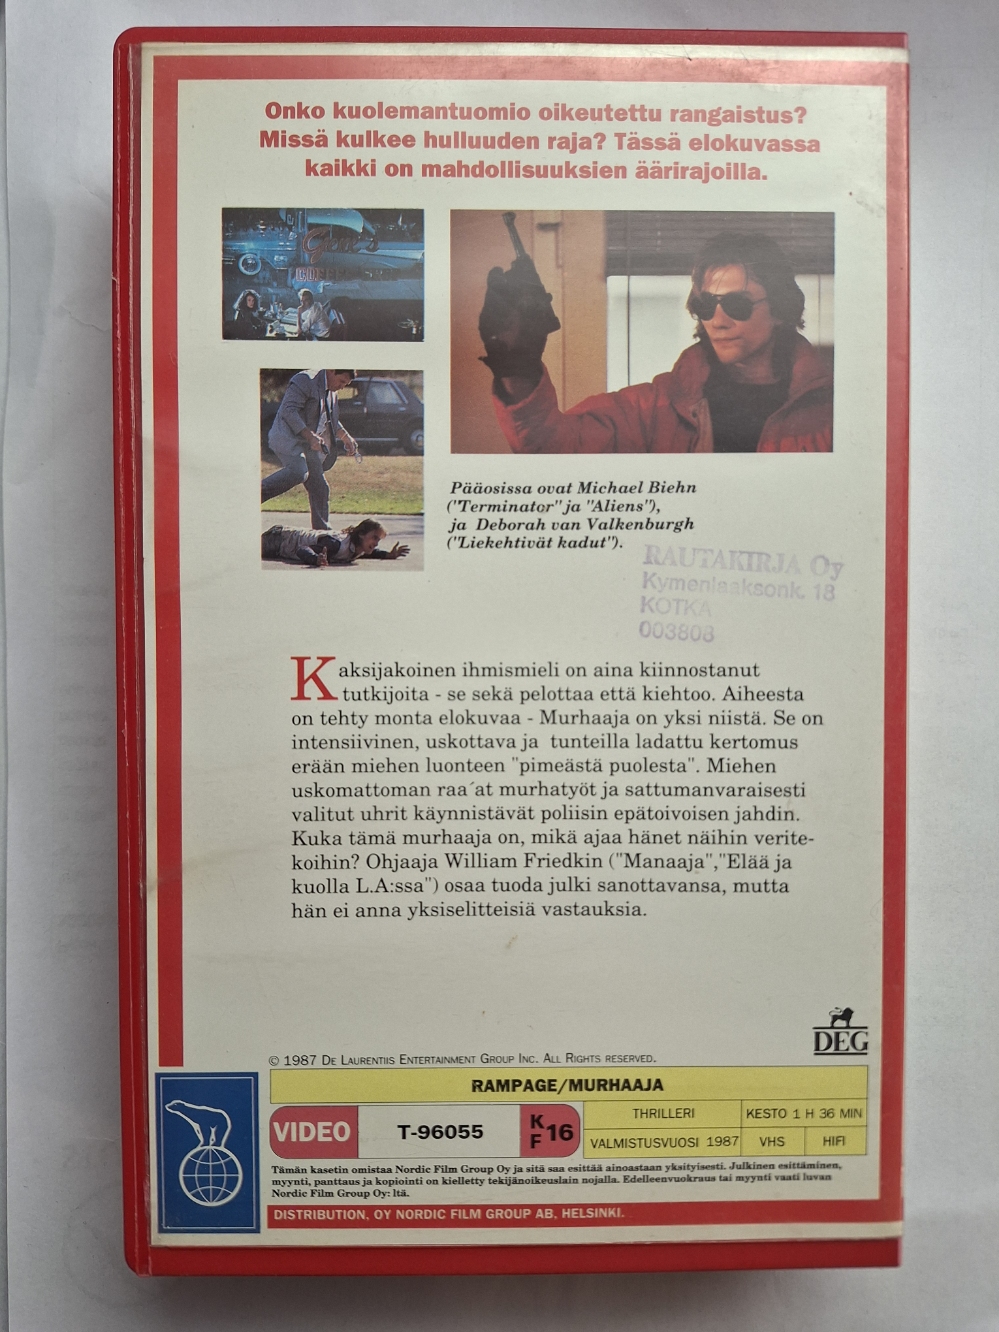 Onko kuolemantuomio oikeutettu rangaistus?
Missä kulkee hulluuden raja? Tässä elokuvassa
kaikki on mahdollisuuksien äärirajoilla.
Pääosissa ovat Michael Biehn
("Terminator" ja "Aliens"),
ja Deborah van Valkenburgh
("Liekehtivät kadut").
RAUTAKIRJA Oy
Kymenlaaksonk. 18
KOTKA
003808
Kaksijakoinen ihmismieli on aina kiinnostanut
tutkijoita - se sekä pelottaa että kiehtoo. Aiheesta
on tehty monta elokuvaa - Murhaaja on yksi niistä. Se on
intensiivinen, uskottava ja tunteilla ladattu kertomus
erään miehen luonteen "pimeästä puolesta". Miehen
uskomattoman raa´at murhatyöt ja sattumanvaraisesti
valitut uhrit käynnistävät poliisin epätoivoisen jahdin.
Kuka tämä murhaaja on, mikä ajaa hänet näihin verite-
koihin? Ohjaaja William Friedkin ("Manaaja","Elää ja
kuolla L.A:ssa") osaa tuoda julki sanottavansa, mutta
hän ei anna yksiselitteisiä vastauksia.
DEG
© 1987 De Laurentiis Entertainment Group Inc. All Rights reserved.
RAMPAGE/MURHAAJA
VIDEO T-96055 K F 16
THRILLERI KESTO 1 H 36 MIN
VALMISTUSVUOSI 1987 VHS HIFI
Tämän kasetin omistaa Nordic Film Group Oy ja sitä saa esittää ainoastaan yksityisesti. Julkinen esittäminen,
myynti, panttaus ja kopiointi on kielletty tekijänoikeuslain nojalla. Edelleenvuokraus tai myynti vaati luvan
Nordic Film Group Oy: ltä.
DISTRIBUTION, OY NORDIC FILM GROUP AB, HELSINKI.